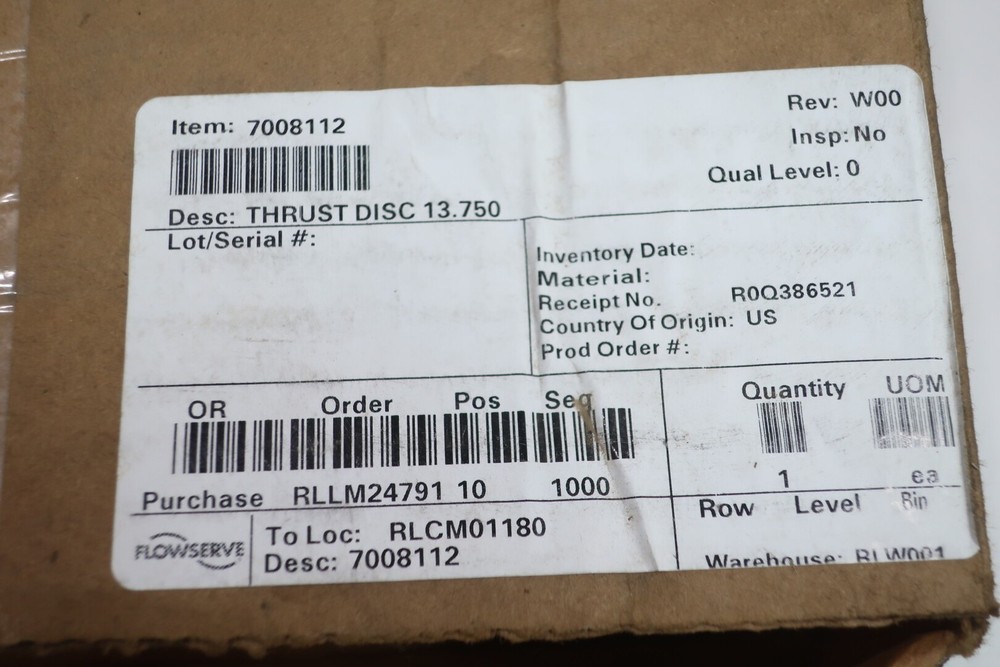 Item: 7008112
Rev: W00
Insp: No
Qual Level: 0
Desc: THRUST DISC 13.750
Lot/Serial #:
Inventory Date:
Material:
Receipt No. R0Q386521
Country Of Origin: US
Prod Order #:
OR Order Pos Seq
Quantity UOM
Purchase RLLM24791 10 1000
1 ea
Row Level Bin
FLOWSERVE
To Loc: RLCM01180
Desc: 7008112
Warehouse: RLW001